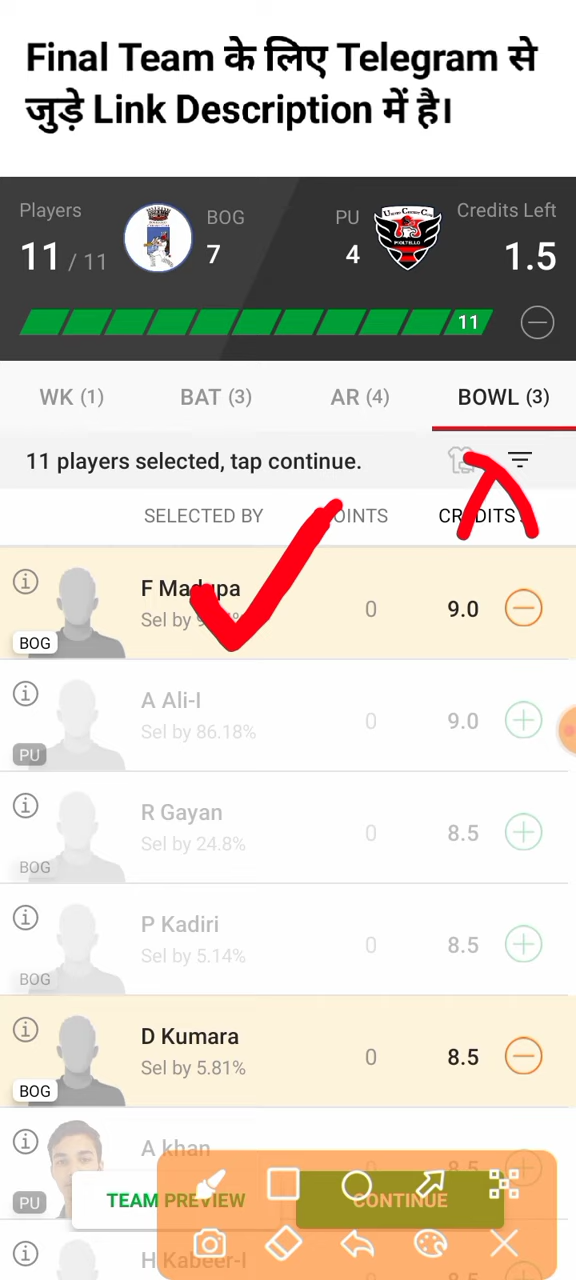 Final Team के लिए Telegram से
जुड़े Link Description में है।
Players BOG PU Credits Left
11 / 11 7 4 1.5
11
WK (1) BAT (3) AR (4) BOWL (3)
11 players selected, tap continue.
SELECTED BY POINTS CREDITS
F Madupa
Sel by
0 9.0
BOG
A Ali-I
Sel by 86.18%
0 9.0
PU
R Gayan
Sel by 24.8%
0 8.5
BOG
P Kadiri
Sel by 5.14%
0 8.5
BOG
D Kumara
Sel by 5.81%
0 8.5
BOG
A khan
0 8.5
PU
TEAM PREVIEW CONTINUE
H Kabeer-I